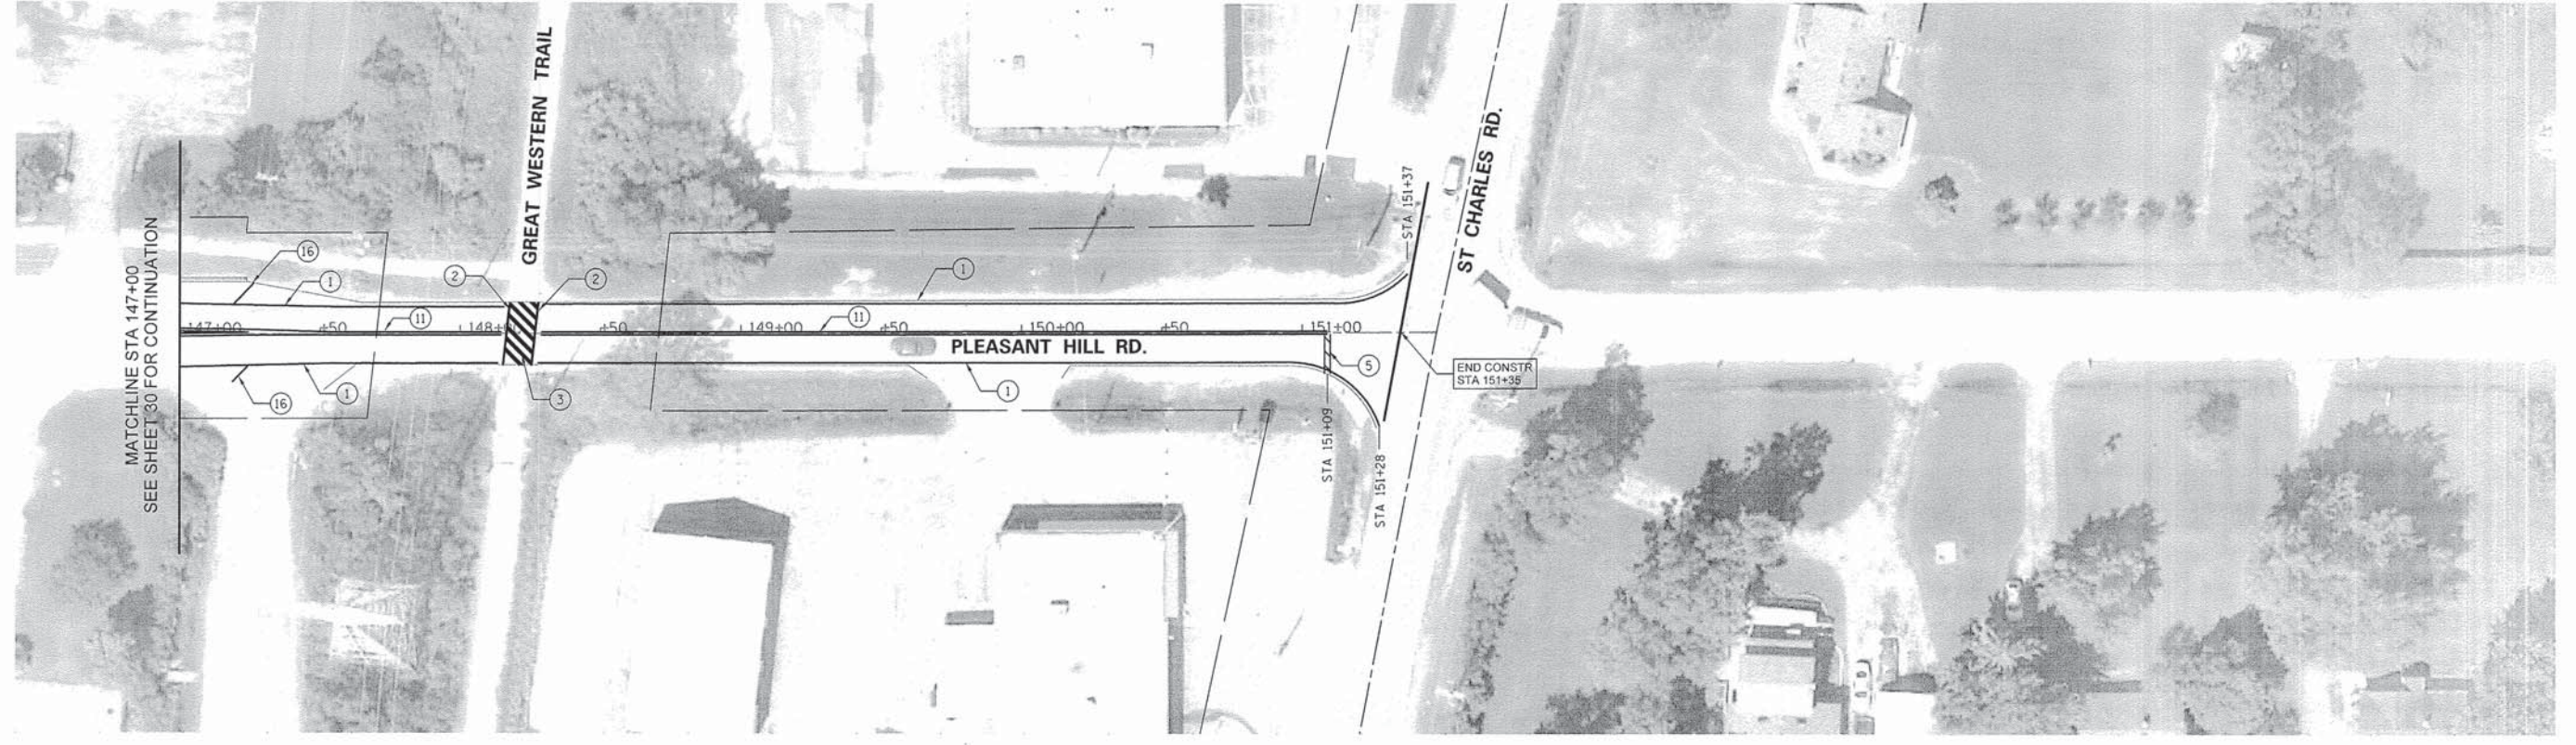 MATCHLINE STA 147+00
SEE SHEET 30 FOR CONTINUATION
GREAT WESTERN TRAIL
16
1
2
2
1
11
11
147+00
+50
148+
+50
149+00
+50
150+00
+50
151+00
PLEASANT HILL RD.
16
1
3
1
5
STA 151+37
ST CHARLES RD.
END CONSTR
STA 151+35
STA 151+09
STA 151+28